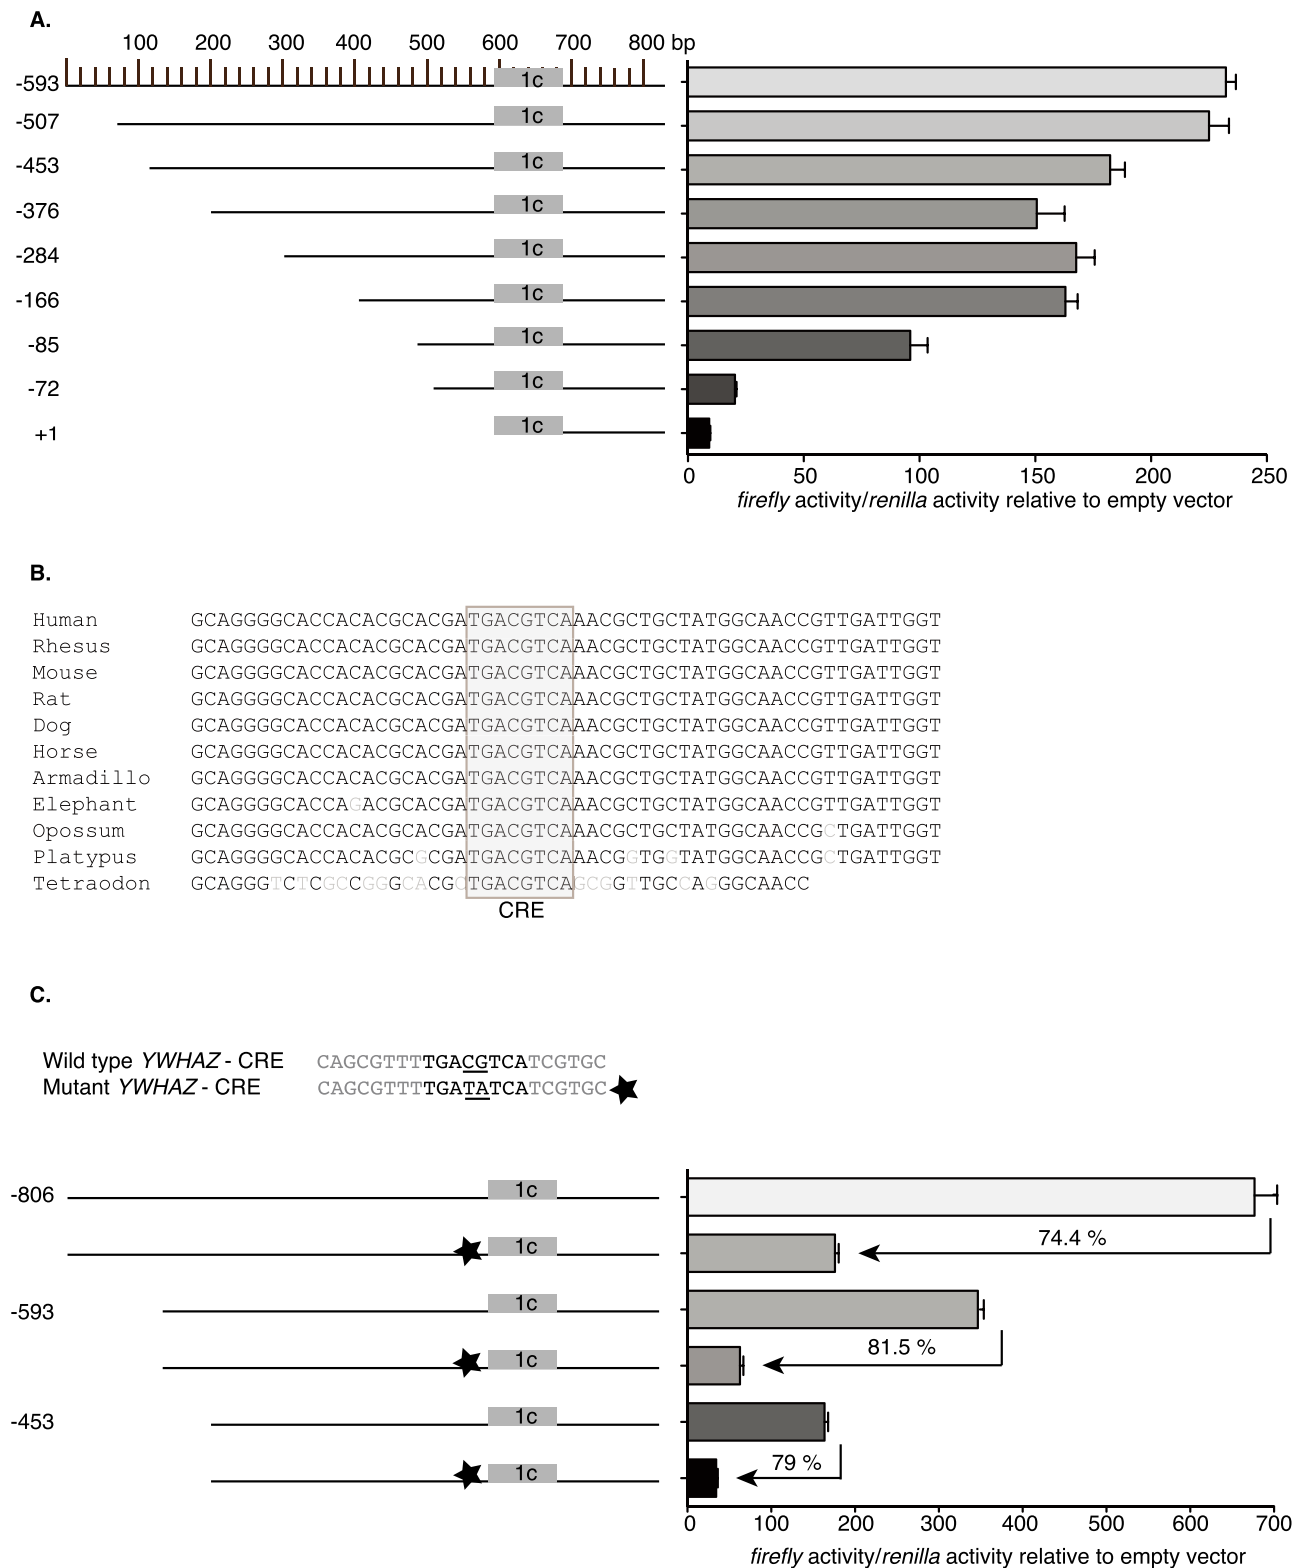 A.
100 200 300 400 500 600 700 800 bp
-593 1c
-507 1c
-453 1c
-376 1c
-284 1c
-166 1c
-85 1c
-72 1c
+1 1c
0 50 100 150 200 250
firefly activity/renilla activity relative to empty vector
B.
Human GCAGGGGCACCACACGCACGATGACGTCAAACGCTGCTATGGCAACCGTTGATTGGT
Rhesus GCAGGGGCACCACACGCACGATGACGTCAAACGCTGCTATGGCAACCGTTGATTGGT
Mouse GCAGGGGCACCACACGCACGATGACGTCAAACGCTGCTATGGCAACCGTTGATTGGT
Rat GCAGGGGCACCACACGCACGATGACGTCAAACGCTGCTATGGCAACCGTTGATTGGT
Dog GCAGGGGCACCACACGCACGATGACGTCAAACGCTGCTATGGCAACCGTTGATTGGT
Horse GCAGGGGCACCACACGCACGATGACGTCAAACGCTGCTATGGCAACCGTTGATTGGT
Armadillo GCAGGGGCACCACACGCACGATGACGTCAAACGCTGCTATGGCAACCGTTGATTGGT
Elephant GCAGGGGCACCAGACGCACGATGACGTCAAACGCTGCTATGGCAACCGTTGATTGGT
Opossum GCAGGGGCACCACACGCACGATGACGTCAAACGCTGCTATGGCAACCGCTGATTGGT
Platypus GCAGGGGCACCACACGCGCGATGACGTCAAACGGTGGTATGGCAACCGCTGATTGGT
Tetraodon GCAGGGTCTCGCCGGGCACGCTGACGTCAGCGGTTGCCAGGGCAACC
CRE
C.
Wild type YWHAZ - CRE CAGCGTTTTGACGTCATCGTGC
Mutant YWHAZ - CRE CAGCGTTTTGATATCATCGTGC
-806 1c
1c 74.4 %
-593 1c
1c 81.5 %
-453 1c
1c 79 %
0 100 200 300 400 500 600 700
firefly activity/renilla activity relative to empty vector